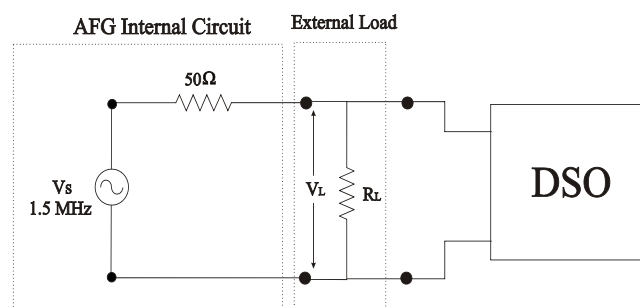 AFG Internal Circuit
External Load
50Ω
Vs
1.5 MHz
VL
RL
DSO